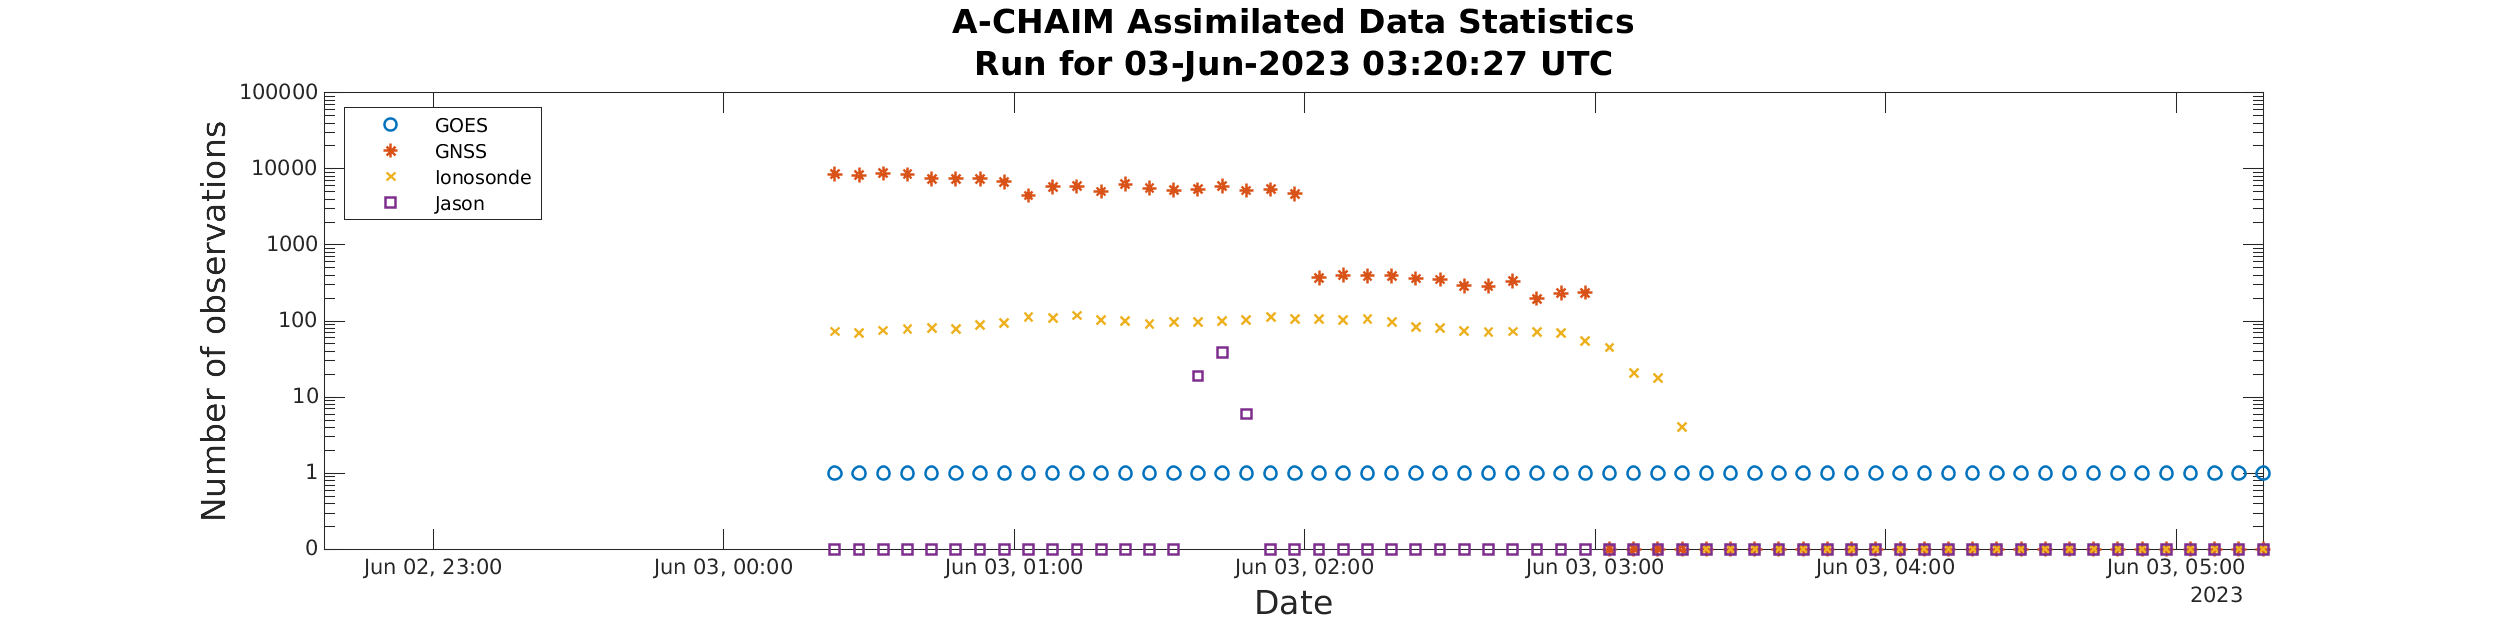 A-CHAIM Assimilated Data Statistics
Run for 03-Jun-2023 03:20:27 UTC
Number of observations
100000
10000
1000
100
10
1
0
GOES
GNSS
Ionosonde
Jason
Jun 02, 23:00
Jun 03, 00:00
Jun 03, 01:00
Jun 03, 02:00
Jun 03, 03:00
Jun 03, 04:00
Jun 03, 05:00
2023
Date